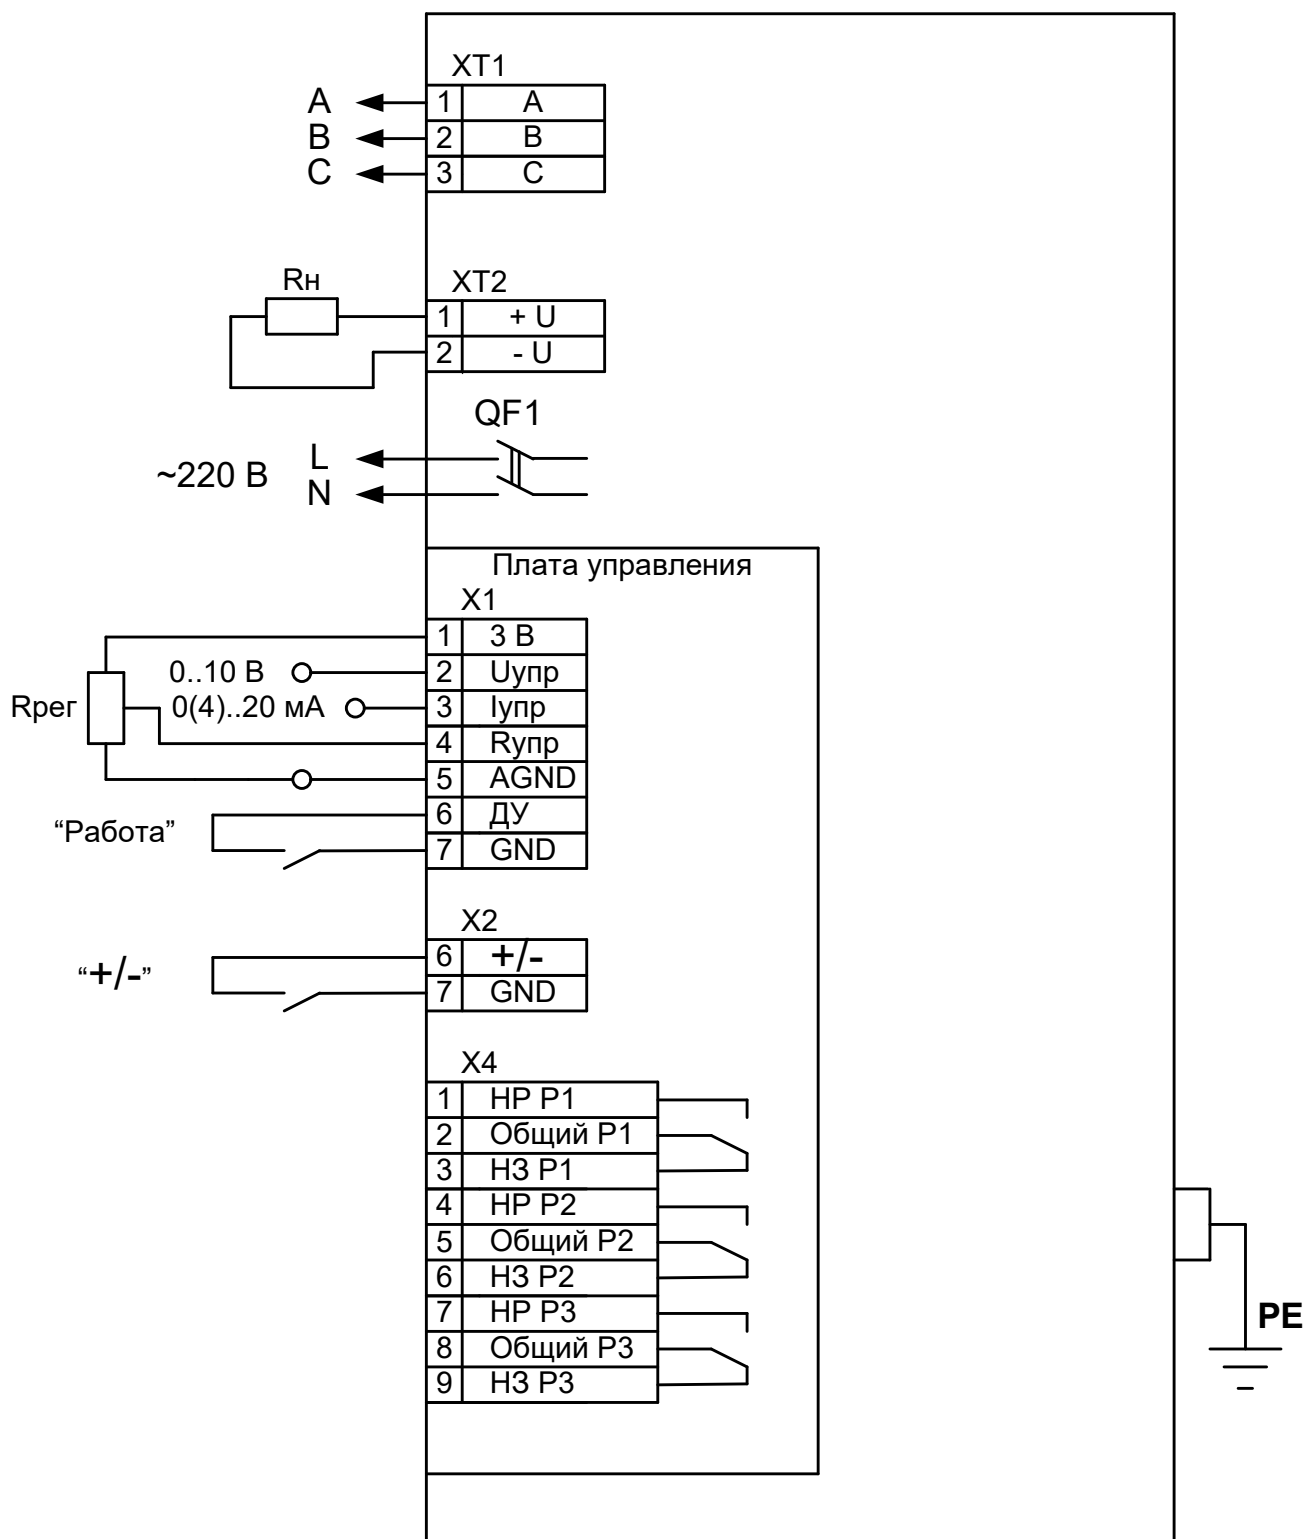 XT1
A 1 A
B 2 B
C 3 C
Rн
XT2
1 + U
2 - U
QF1
~220 В
L
N
Плата управления
X1
1 3 В
0..10 В 2 Uупр
Rрег 0(4)..20 мА 3 Iупр
4 Rупр
5 AGND
“Работа” 6 ДУ
7 GND
X2
“+/-” 6 +/-
7 GND
X4
1 НР Р1
2 Общий Р1
3 НЗ Р1
4 НР Р2
5 Общий Р2
6 НЗ Р2
7 НР Р3
8 Общий Р3
9 НЗ Р3
PE